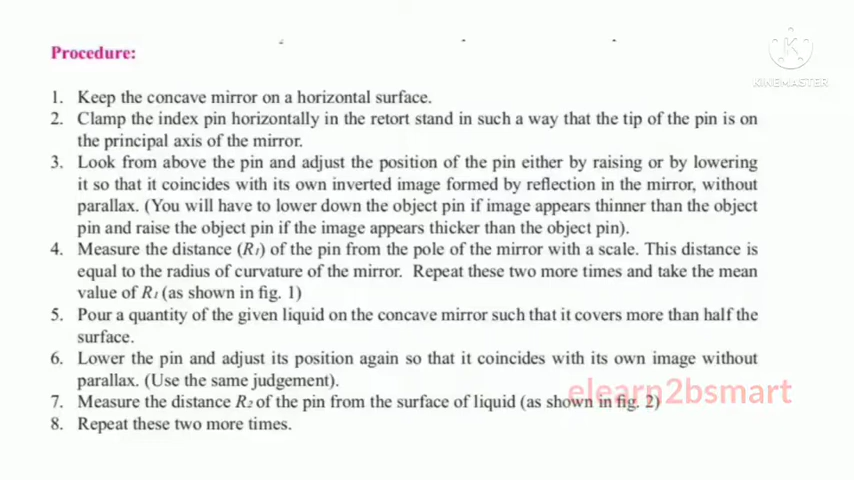 Procedure:
KINEMASTER
1. Keep the concave mirror on a horizontal surface.
2. Clamp the index pin horizontally in the retort stand in such a way that the tip of the pin is on
the principal axis of the mirror.
3. Look from above the pin and adjust the position of the pin either by raising or by lowering
it so that it coincides with its own inverted image formed by reflection in the mirror, without
parallax. (You will have to lower down the object pin if image appears thinner than the object
pin and raise the object pin if the image appears thicker than the object pin).
4. Measure the distance (R₁) of the pin from the pole of the mirror with a scale. This distance is
equal to the radius of curvature of the mirror. Repeat these two more times and take the mean
value of R₁ (as shown in fig. 1)
5. Pour a quantity of the given liquid on the concave mirror such that it covers more than half the
surface.
6. Lower the pin and adjust its position again so that it coincides with its own image without
parallax. (Use the same judgement).
elearn2bsmart
7. Measure the distance R₂ of the pin from the surface of liquid (as shown in fig. 2)
8. Repeat these two more times.